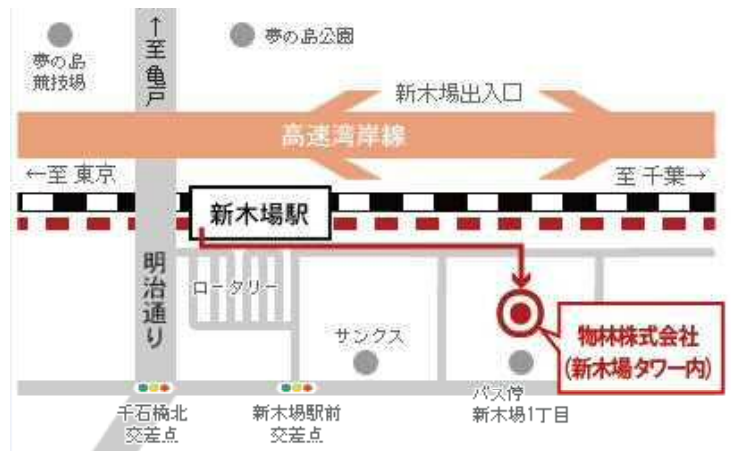 ↑至 亀戸
夢の島
競技場
夢の島公園
新木場出入口
高速湾岸線
←至 東京
至 千葉→
新木場駅
明治通り
ロータリー
サンクス
物林株式会社
(新木場タワー内)
千石橋北
交差点
新木場駅前
交差点
バス停
新木場1丁目